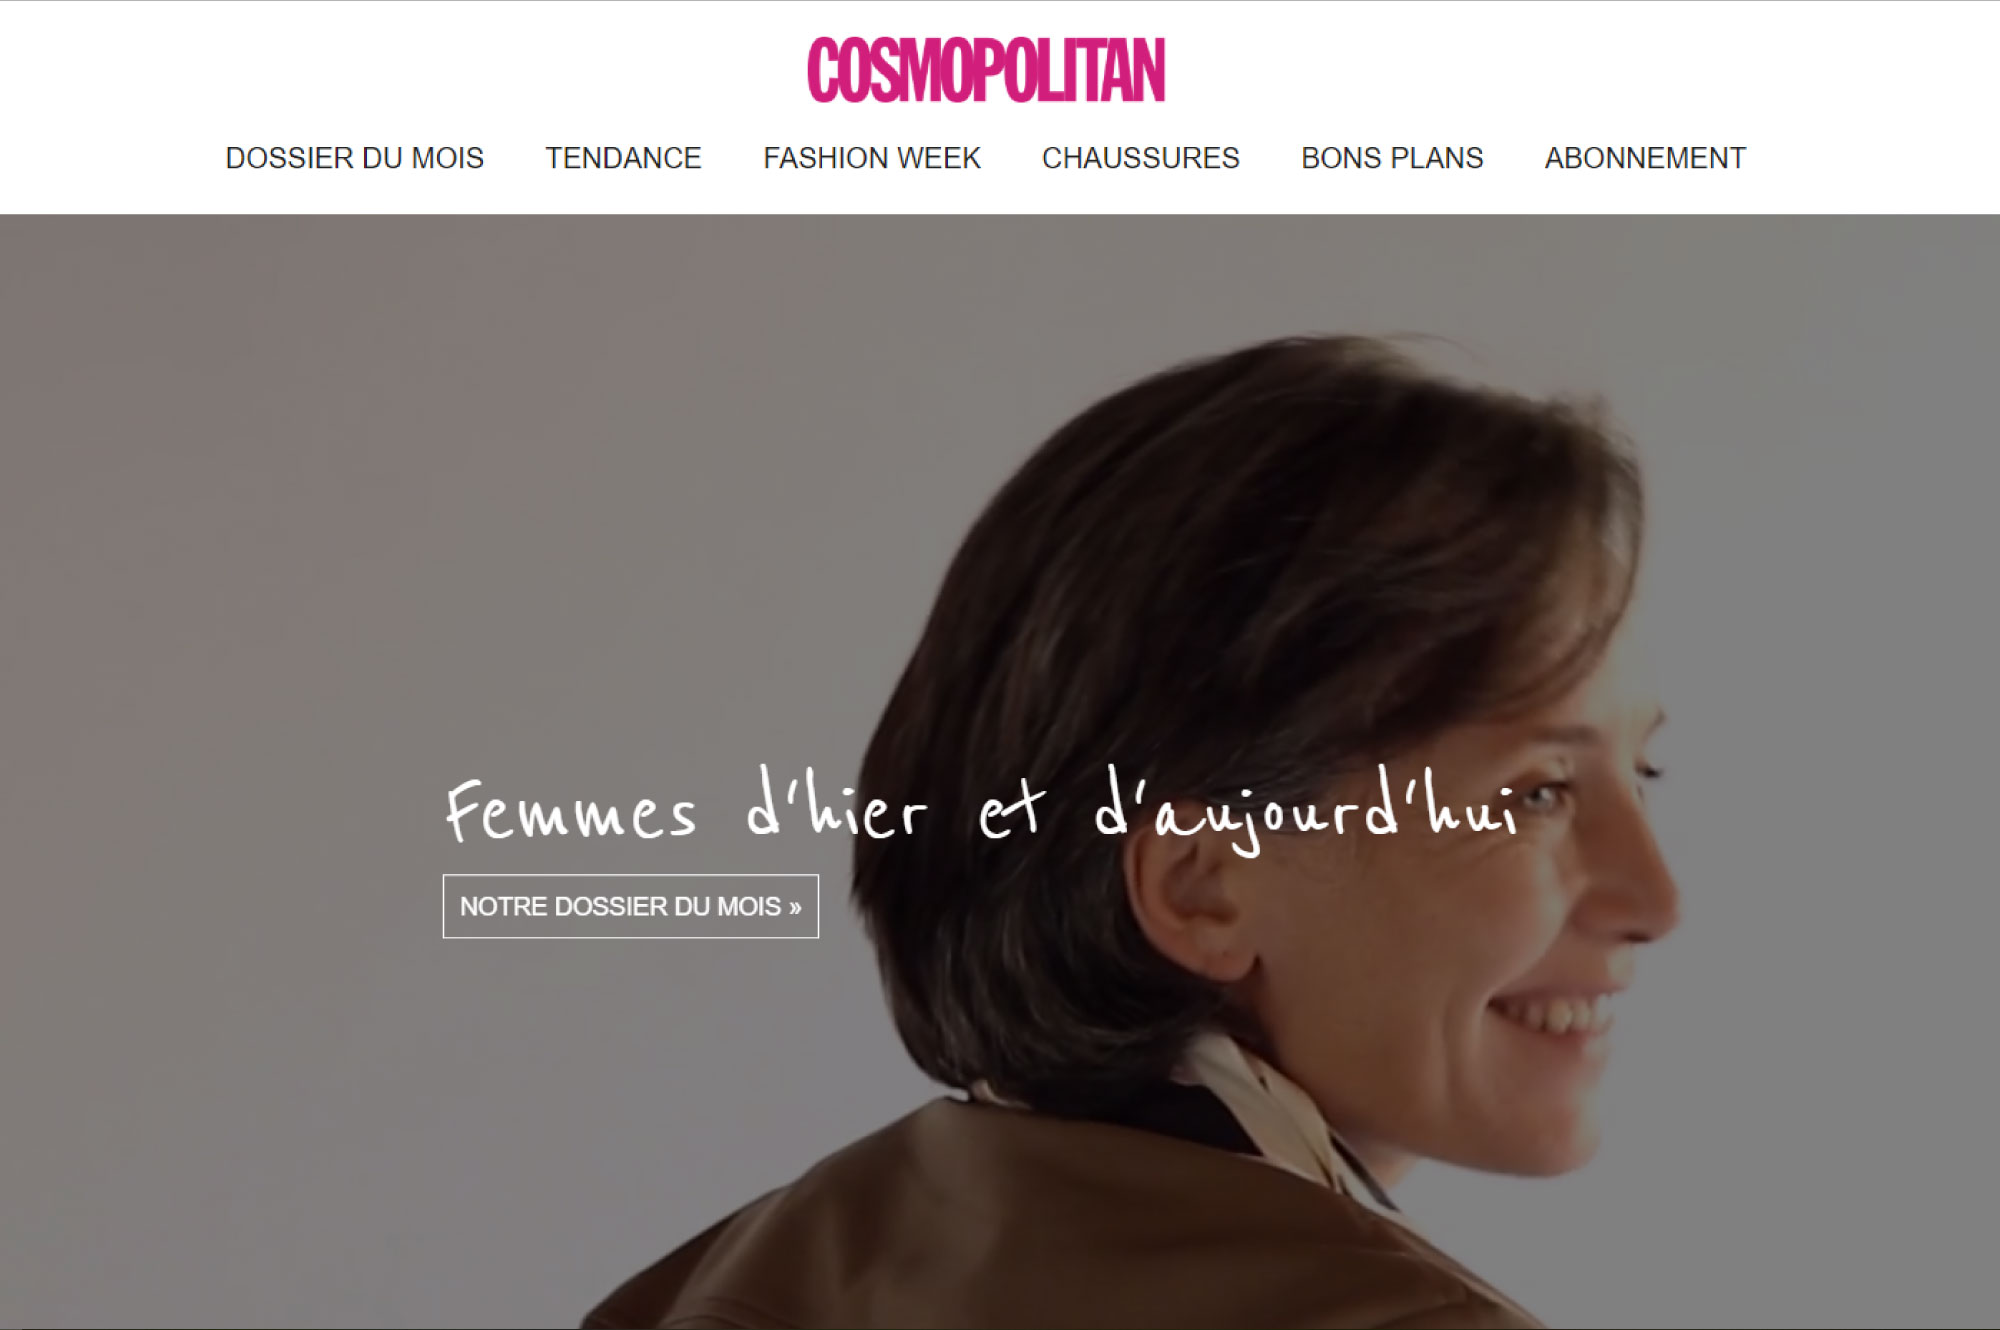 COSMOPOLITAN
DOSSIER DU MOIS TENDANCE FASHION WEEK CHAUSSURES BONS PLANS ABONNEMENT
Femmes d'hier et d'aujourd'hui
NOTRE DOSSIER DU MOIS »